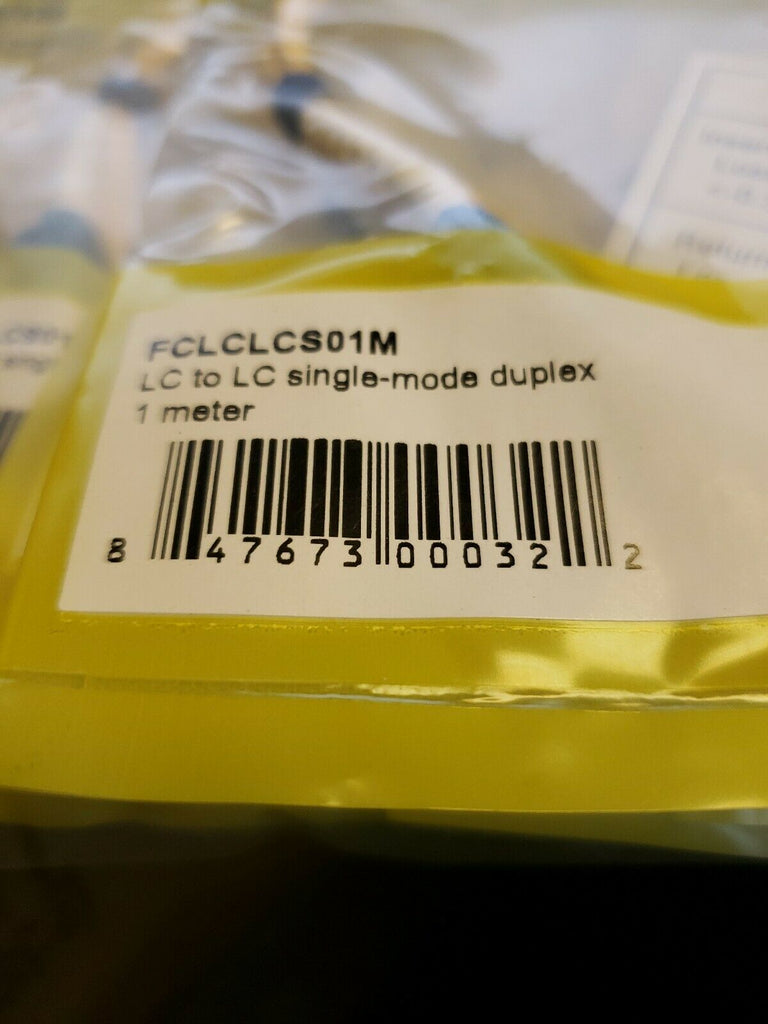 FCLCLCS01M
LC to LC single-mode duplex
1 meter
8 47673 00032 2